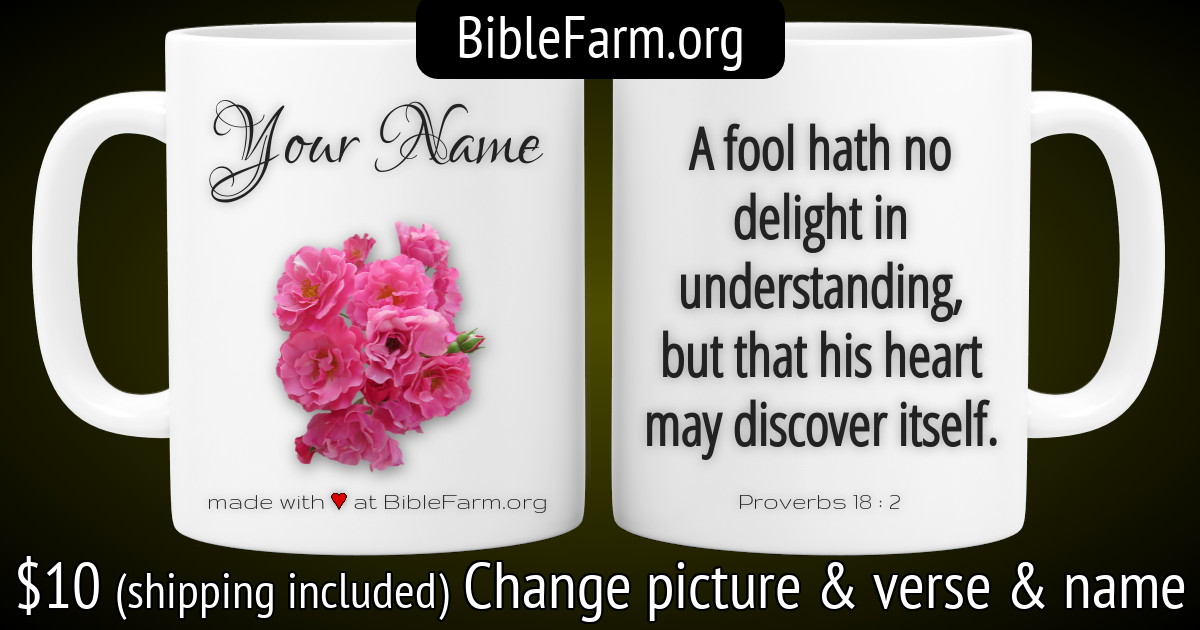 BibleFarm.org
Your Name
made with ♥ at BibleFarm.org
A fool hath no
delight in
understanding,
but that his heart
may discover itself.
Proverbs 18 : 2
$10 (shipping included) Change picture & verse & name